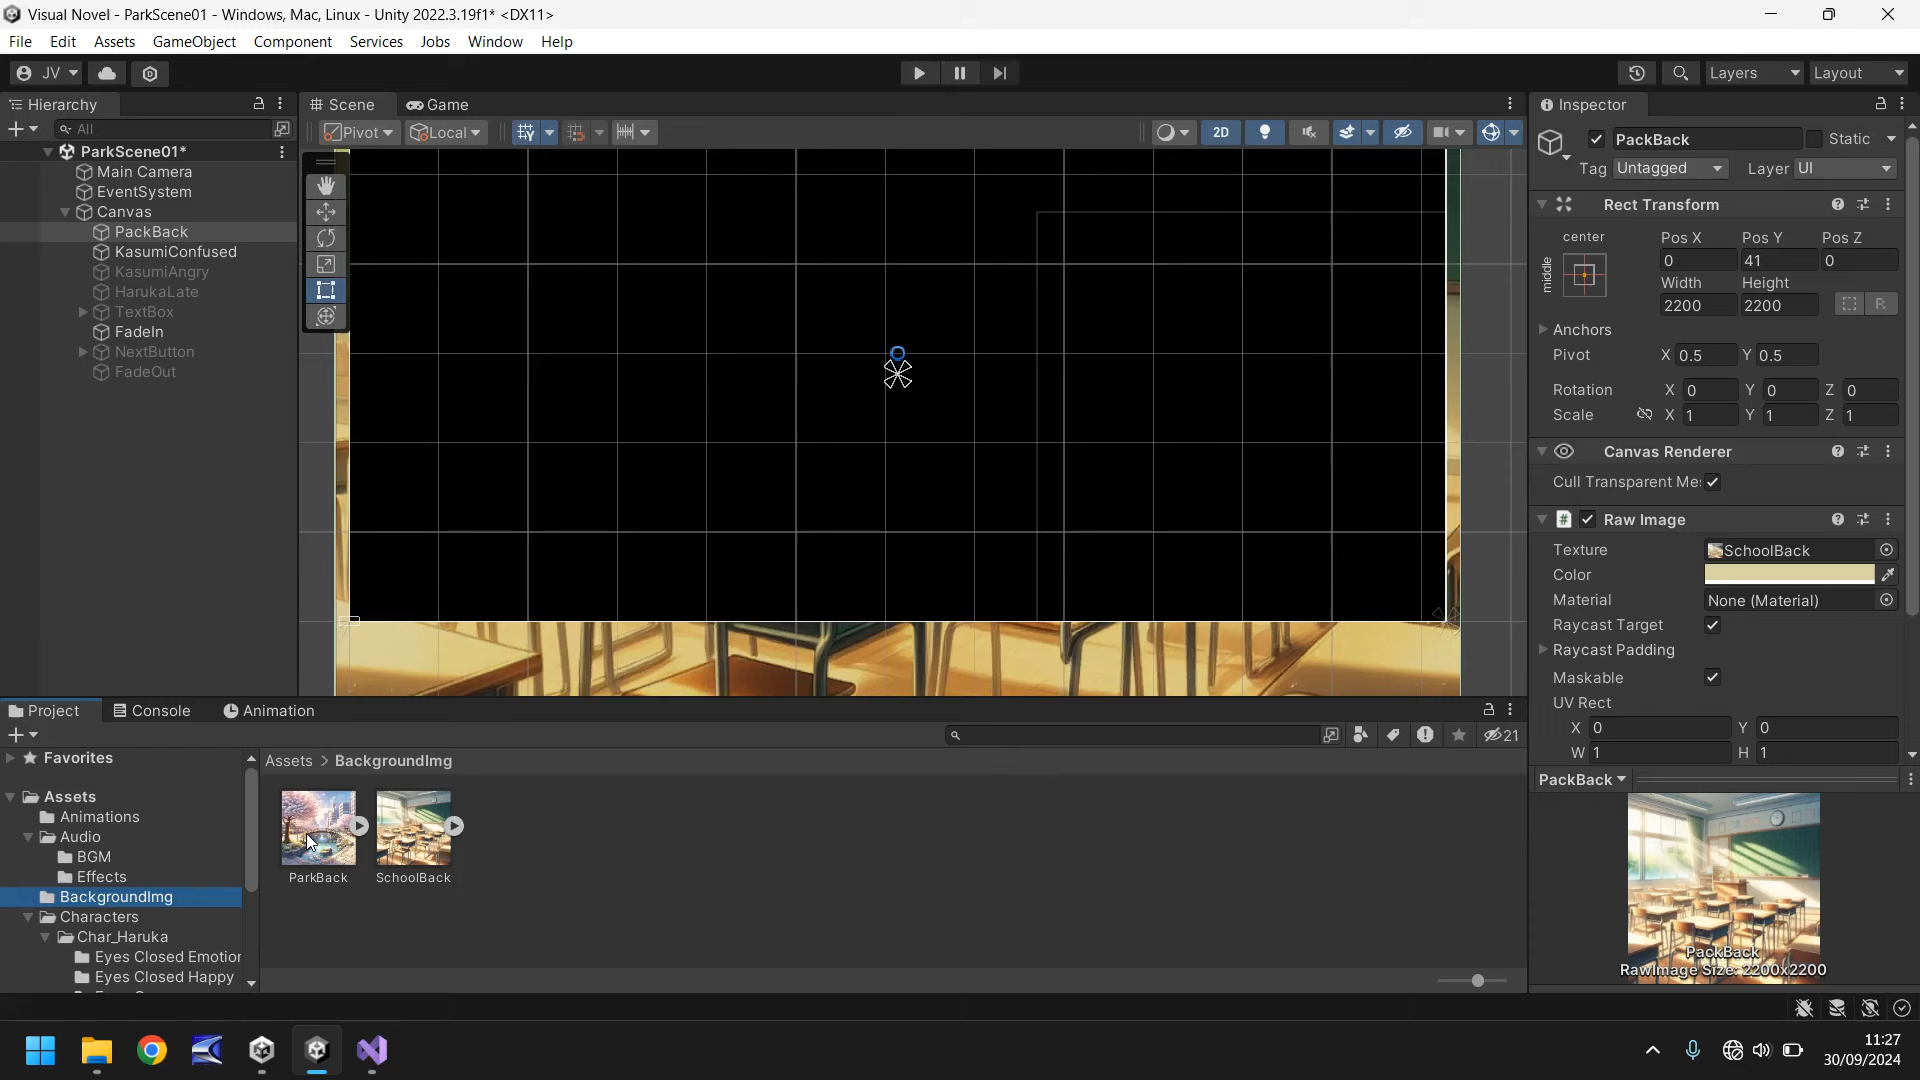 Visual Novel - ParkScene01 - Windows, Mac, Linux - Unity 2022.3.19f1* <DX11>
File Edit Assets GameObject Component Services Jobs Window Help
JV Layers Layout
Hierarchy
All
ParkScene01*
Main Camera
EventSystem
Canvas
PackBack
KasumiConfused
KasumiAngry
HarukaLate
TextBox
FadeIn
NextButton
FadeOut
Scene Game
Pivot Local 2D
Inspector
PackBack Static
Tag Untagged Layer UI
Rect Transform
center Pos X Pos Y Pos Z
middle 0 41 0
Width Height
2200 2200 R
Anchors
Pivot X 0.5 Y 0.5
Rotation X 0 Y 0 Z 0
Scale X 1 Y 1 Z 1
Canvas Renderer
Cull Transparent Me:
# Raw Image
Texture SchoolBack
Color
Material None (Material)
Raycast Target
Raycast Padding
Maskable
UV Rect
X 0 Y 0
W 1 H 1
PackBack
PackBack
RawImage Size: 2200x2200
Project Console Animation
21
Favorites
Assets
Animations
Audio
BGM
Effects
BackgroundImg
Characters
Char_Haruka
Eyes Closed Emotior
Eyes Closed Happy
Assets > BackgroundImg
ParkBack SchoolBack
11:27
30/09/2024